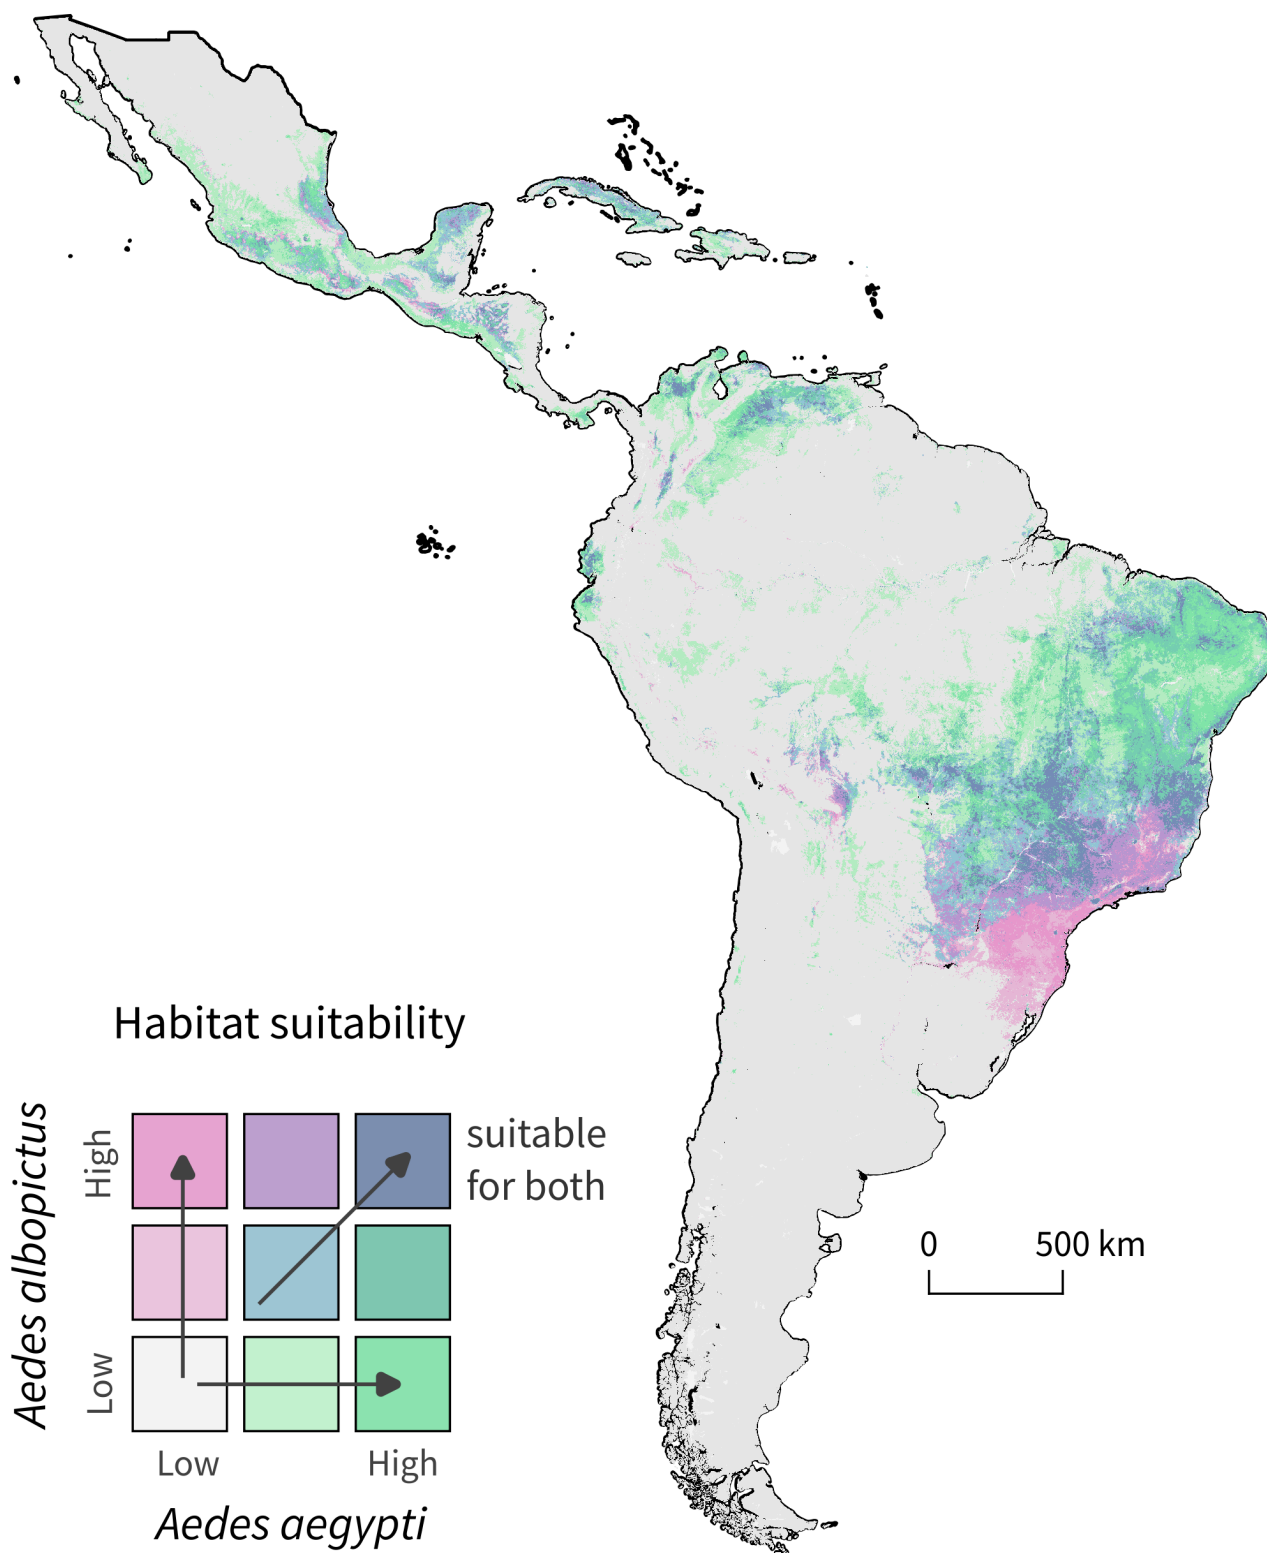 Habitat suitability
Aedes albopictus
High
Low
suitable
for both
Low
High
Aedes aegypti
0
500 km